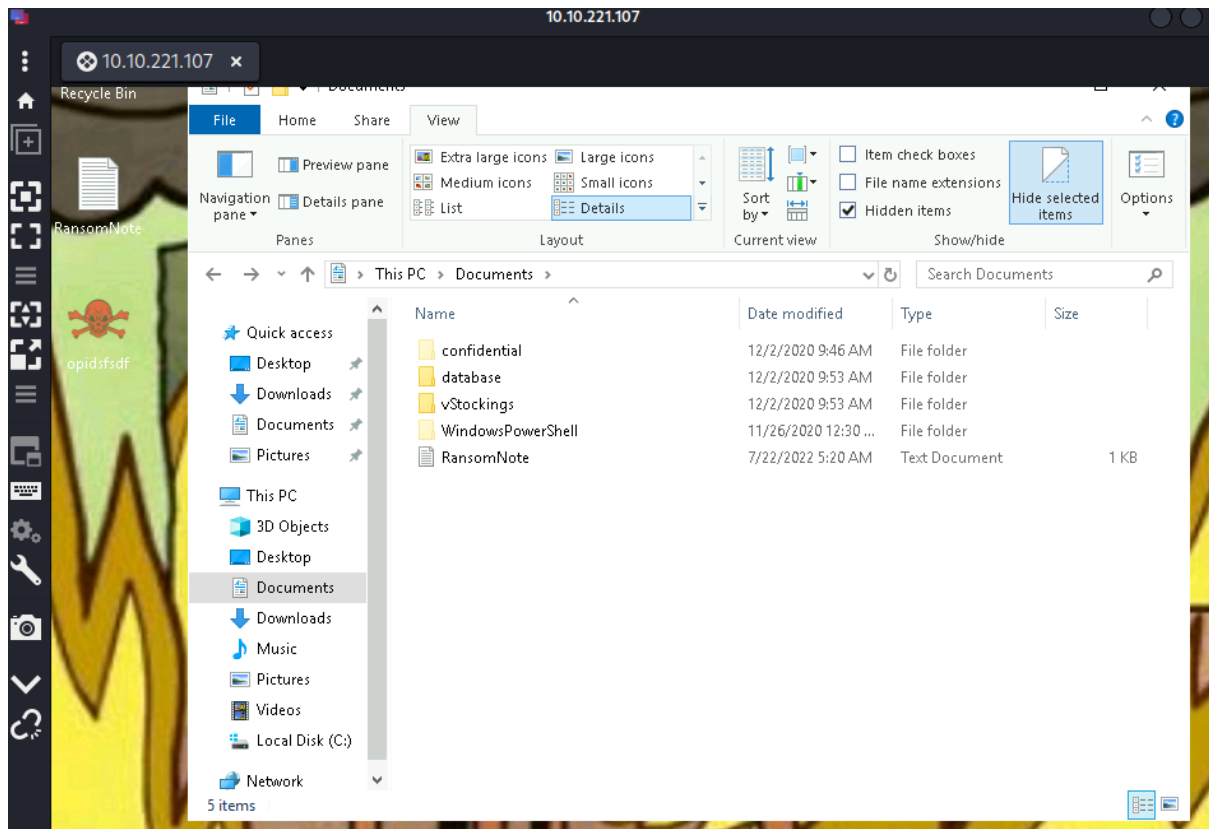 10.10.221.107
10.10.221.107 ×
Recycle Bin
Documents
File Home Share View
Preview pane Extra large icons Large icons Item check boxes
Navigation pane Details pane Medium icons Small icons Sort by File name extensions Hide selected items Options
List Details Hidden items
Panes Layout Current view Show/hide
RansomNote
This PC > Documents > Search Documents
Name Date modified Type Size
Quick access
confidential 12/2/2020 9:46 AM File folder
Desktop
opidsfsdf
database 12/2/2020 9:53 AM File folder
Downloads
vStockings 12/2/2020 9:53 AM File folder
Documents
WindowsPowerShell 11/26/2020 12:30 ... File folder
Pictures
RansomNote 7/22/2022 5:20 AM Text Document 1 KB
This PC
3D Objects
Desktop
Documents
Downloads
Music
Pictures
Videos
Local Disk (C:)
Network
5 items